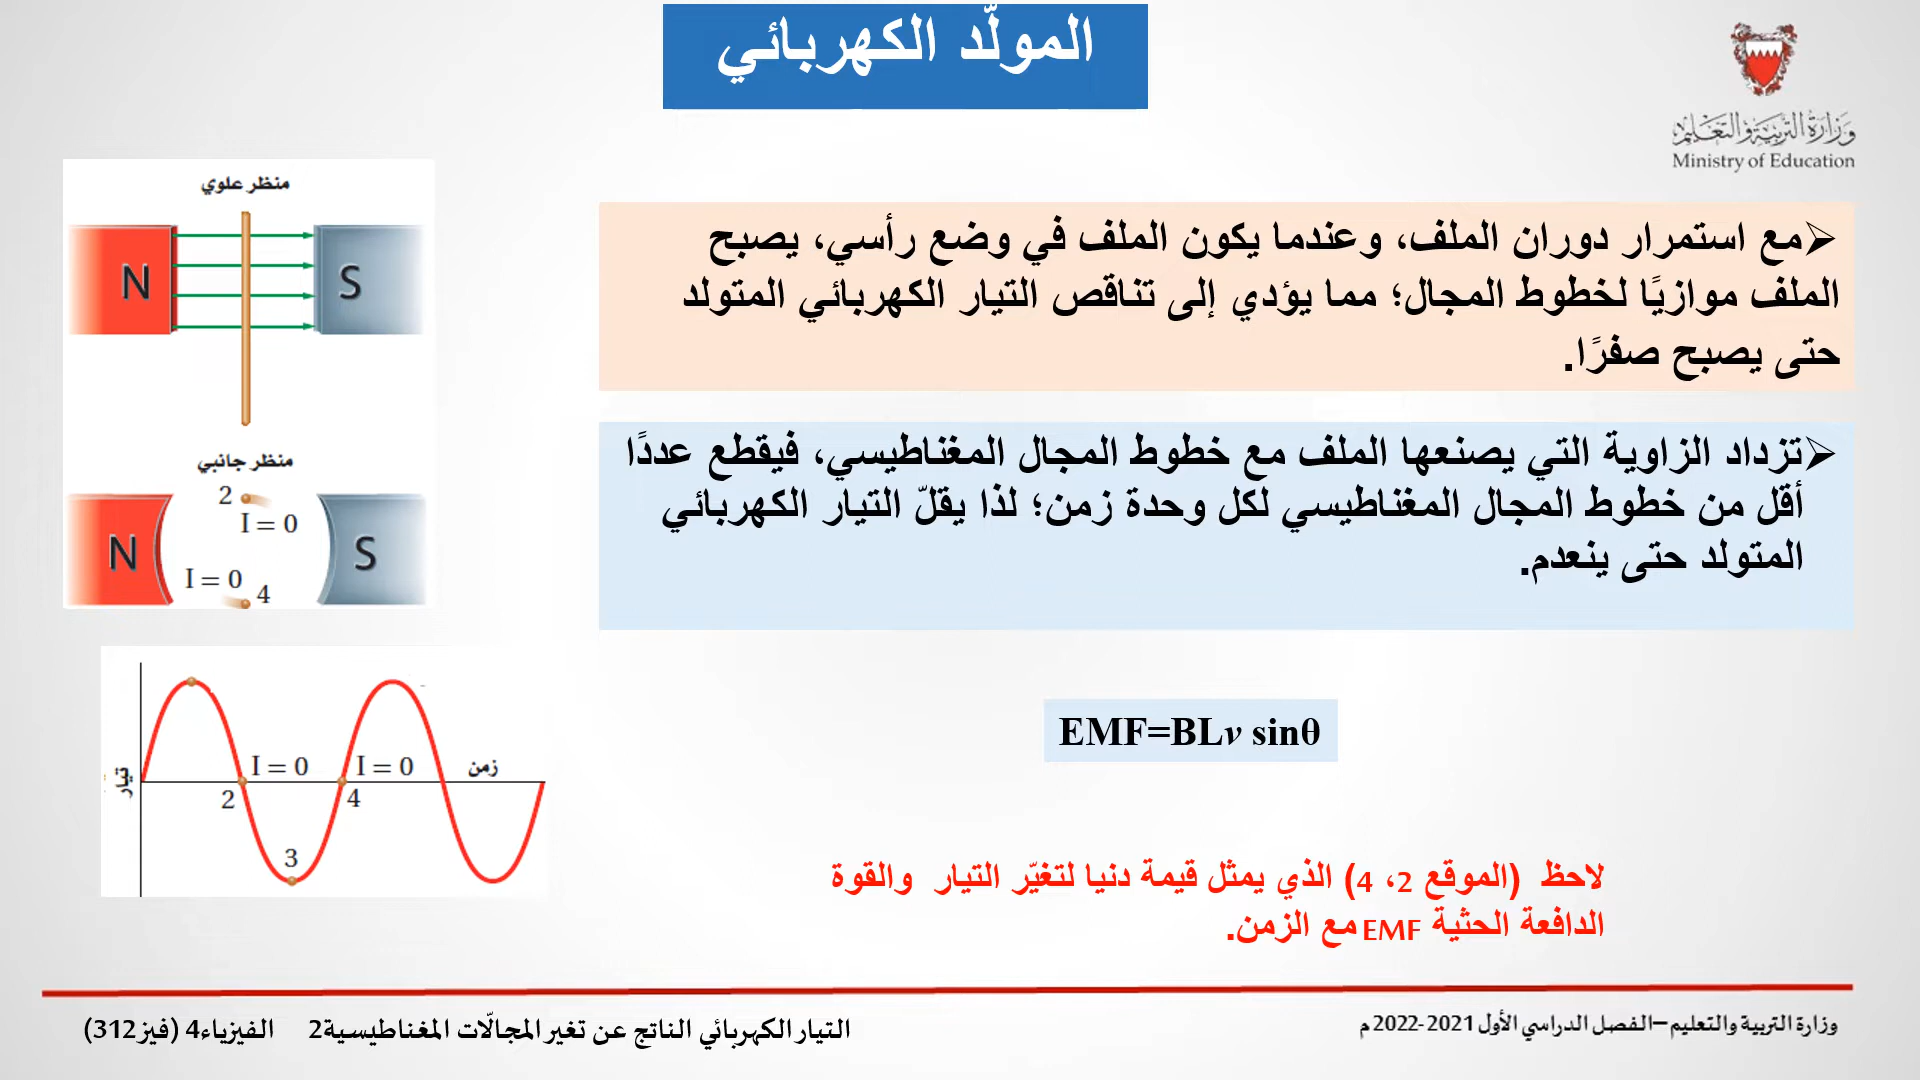 المولّد الكهربائي
وزارة التربية والتعليم
Ministry of Education
منظر علوي
N
S
منظر جانبي
2
I = 0
N
S
I = 0
4
➢مع استمرار دوران الملف، وعندما يكون الملف في وضع رأسي، يصبح
الملف موازيًا لخطوط المجال؛ مما يؤدي إلى تناقص التيار الكهربائي المتولد
حتى يصبح صفرًا.
➢تزداد الزاوية التي يصنعها الملف مع خطوط المجال المغناطيسي، فيقطع عددًا
أقل من خطوط المجال المغناطيسي لكل وحدة زمن؛ لذا يقلّ التيار الكهربائي
المتولد حتى ينعدم.
تيار
I = 0
I = 0
زمن
2
4
3
EMF=BLv sinθ
لاحظ (الموقع 2، 4) الذي يمثل قيمة دنيا لتغيّر التيار والقوة
الدافعة الحثية EMF مع الزمن.
وزارة التربية والتعليم–الفصل الدراسي الأول 2021-2022م
التيار الكهربائي الناتج عن تغير المجالّات المغناطيسية2 الفيزياء4 (فيز312)